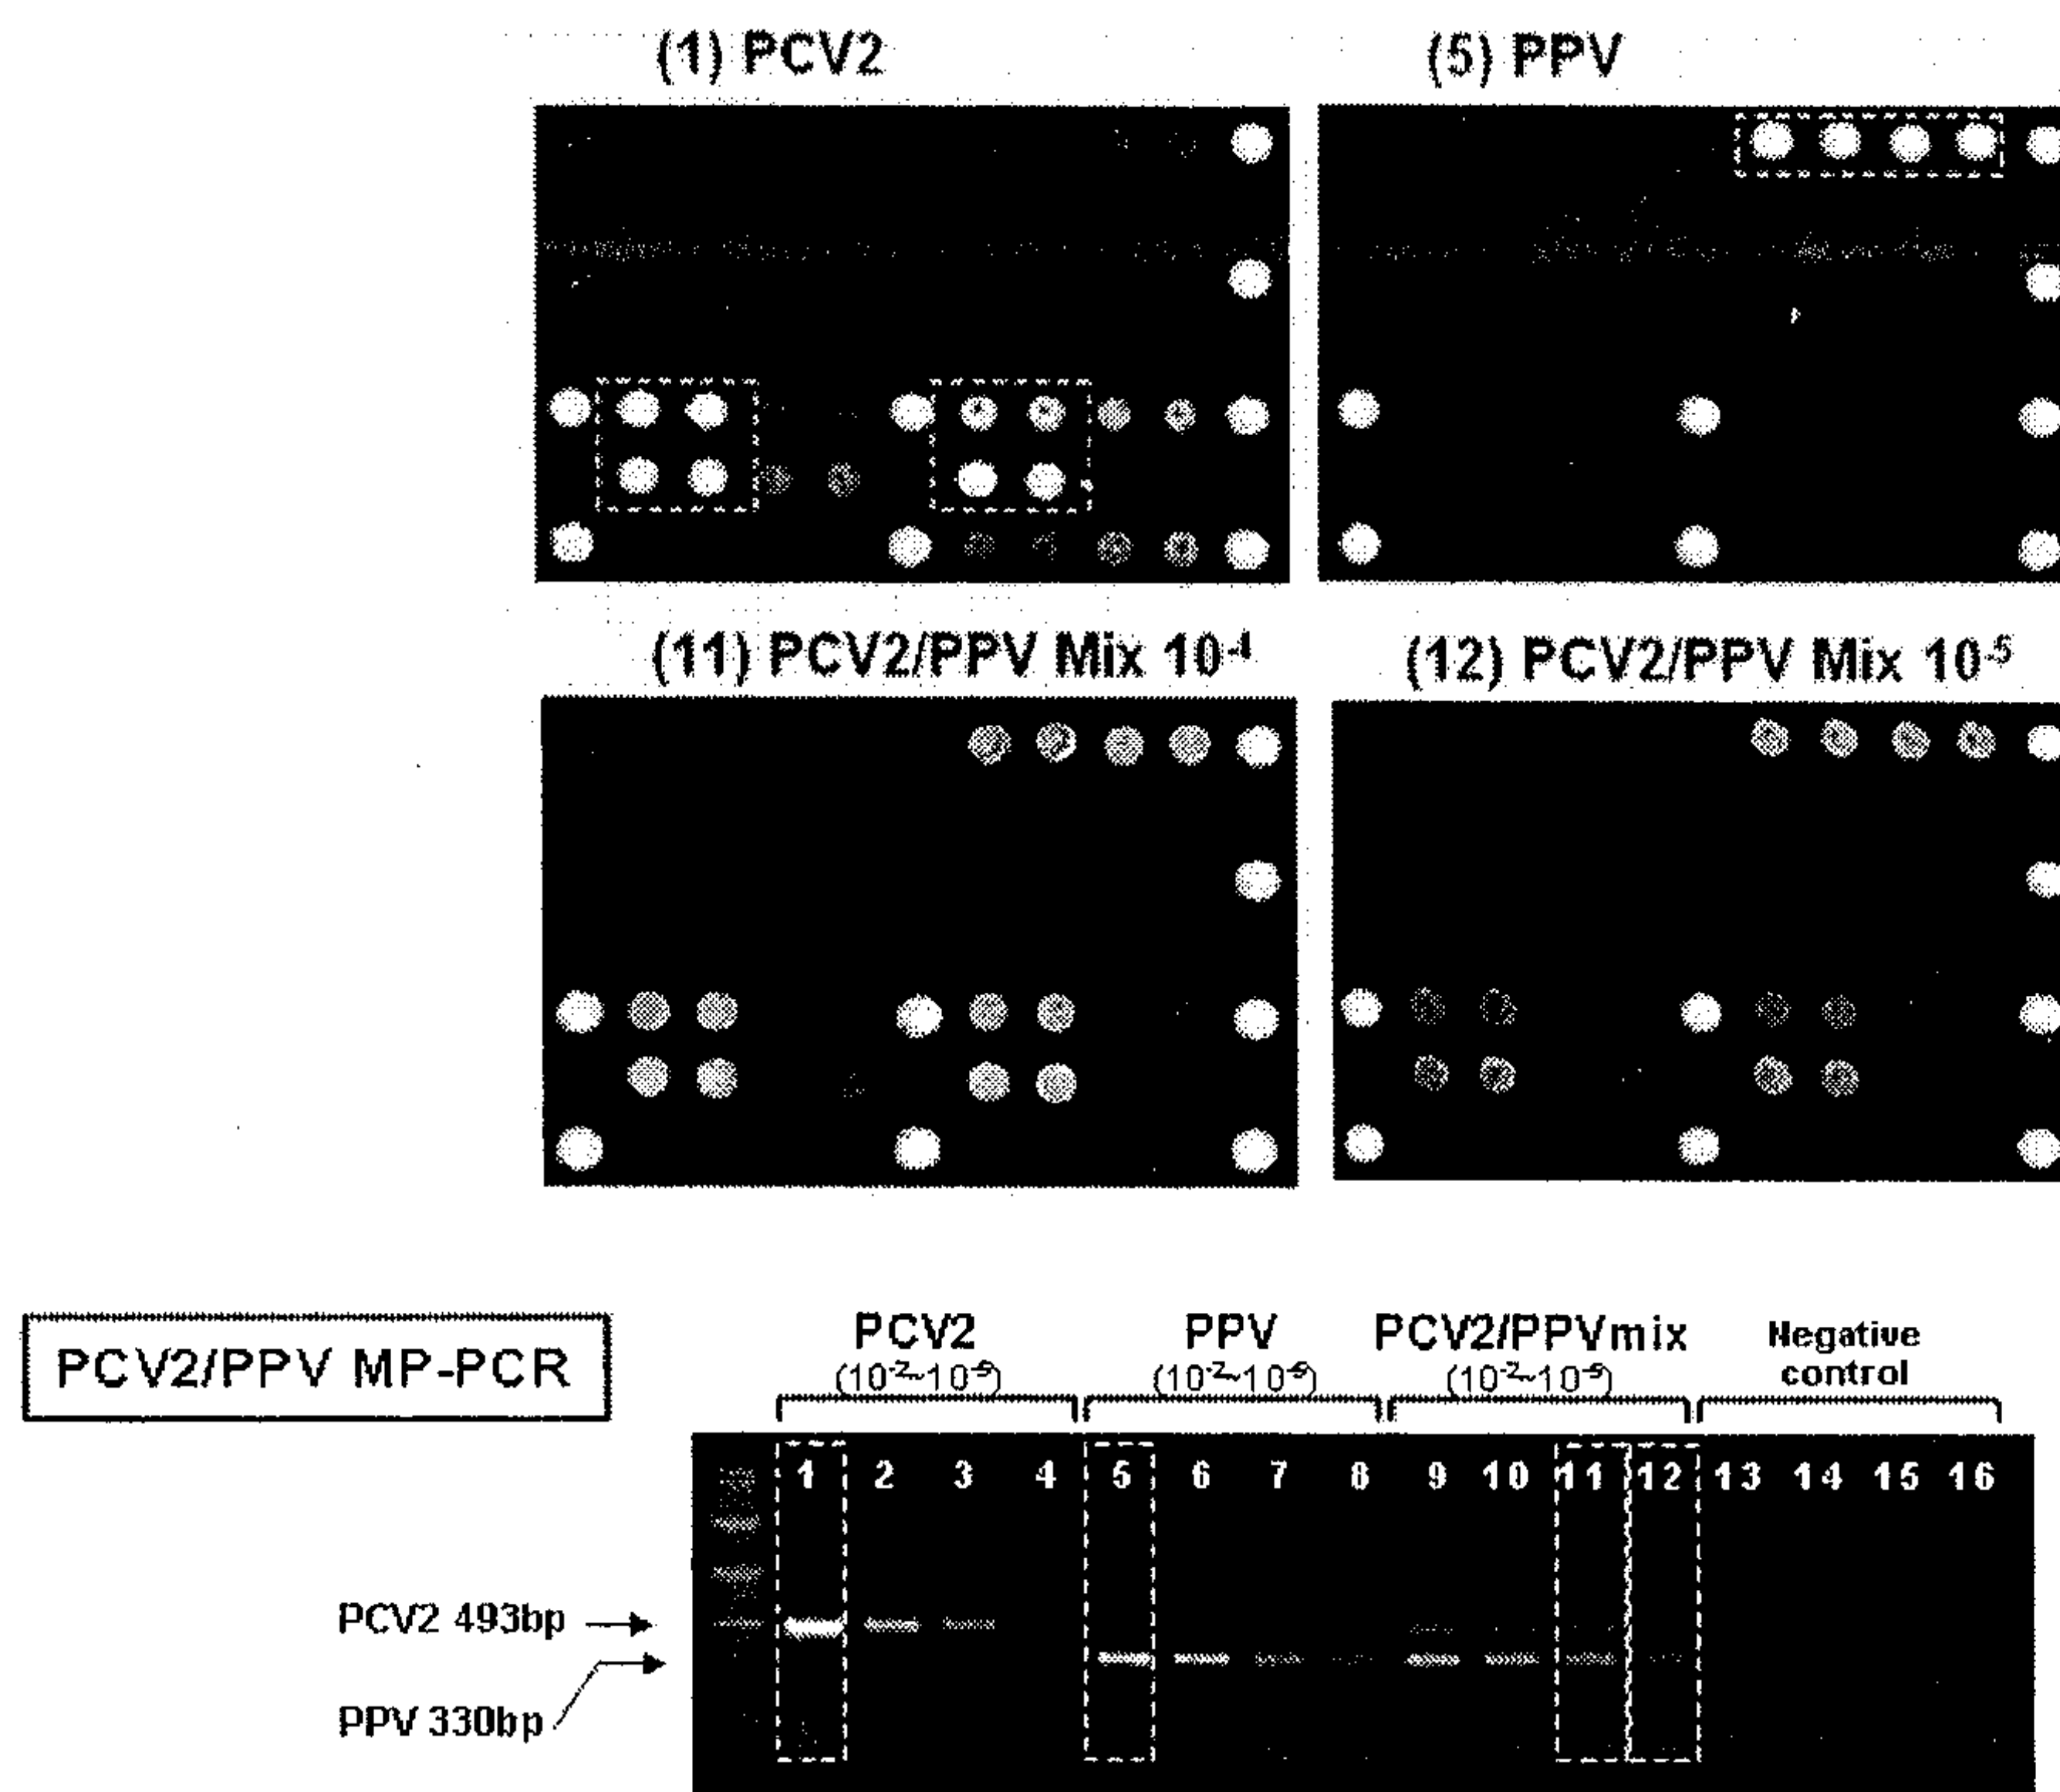 (1) PCV2
(5) PPV
(11) PCV2/PPV Mix 10-4
(12) PCV2/PPV Mix 10-5
PCV2/PPV MP-PCR
PCV2
(10-2~10-5)
PPV
(10-2~10-5)
PCV2/PPVmix
(10-2~10-5)
Negative
control
1 2 3 4 5 6 7 8 9 10 11 12 13 14 15 16
PCV2 493bp
PPV 330bp